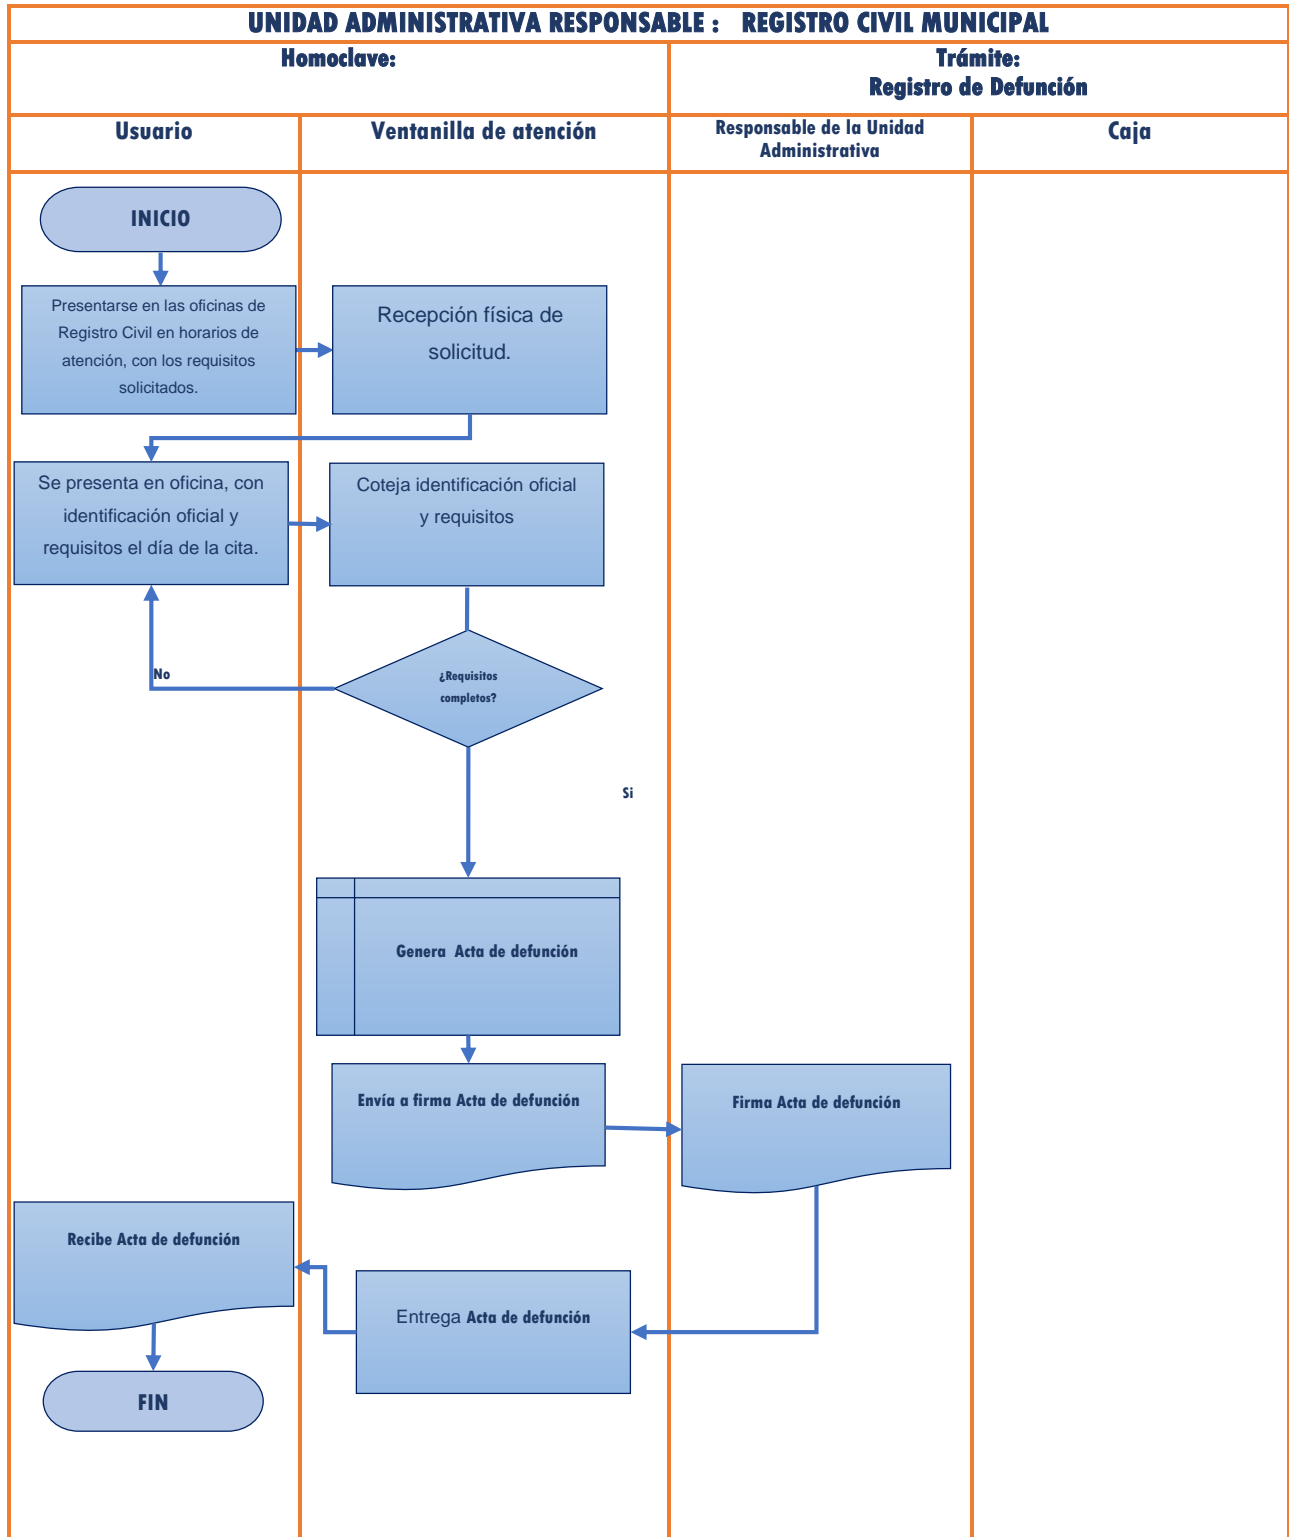 UNIDAD ADMINISTRATIVA RESPONSABLE :   REGISTRO CIVIL MUNICIPAL
Homoclave:
Trámite:
Registro de Defunción
Usuario
Ventanilla de atención
Responsable de la Unidad
Administrativa
Caja
INICIO
Presentarse en las oficinas de
Registro Civil en horarios de
atención, con los requisitos
solicitados.
Recepción física de
solicitud.
Se presenta en oficina, con
identificación oficial y
requisitos el día de la cita.
Coteja identificación oficial
y requisitos
¿Requisitos
completos?
No
Si
Genera  Acta de defunción
Envía a firma Acta de defunción
Firma Acta de defunción
Recibe Acta de defunción
Entrega Acta de defunción
FIN